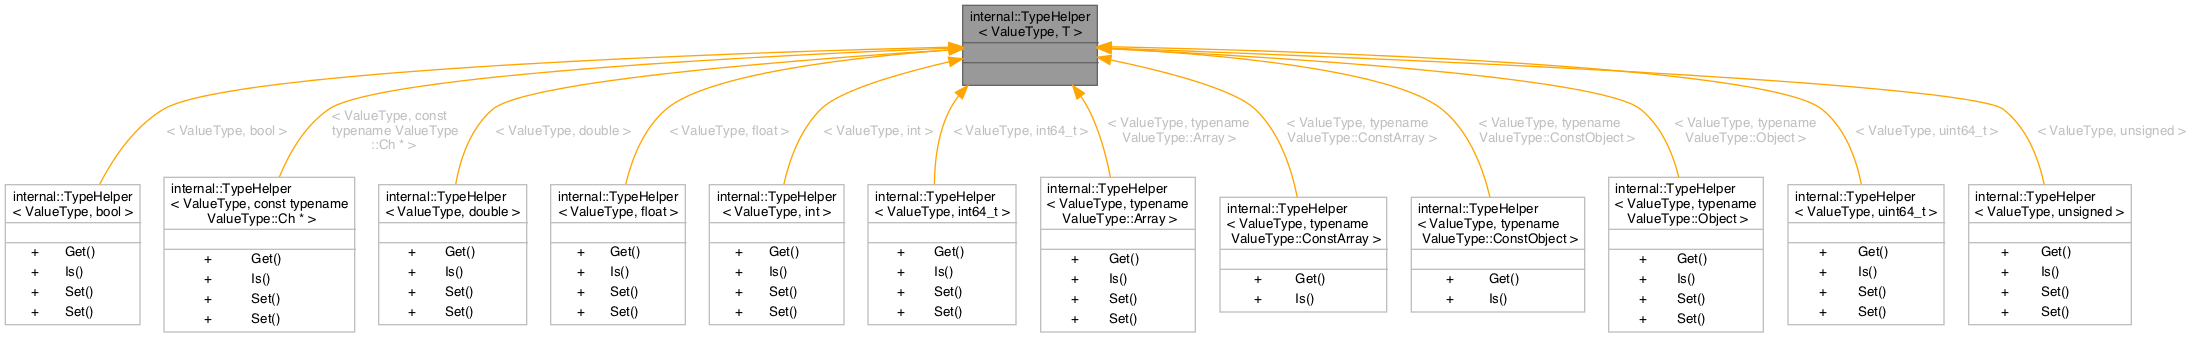 internal::TypeHelper
< ValueType, T >
< ValueType, bool >
< ValueType, const
typename ValueType
::Ch * >
< ValueType, double >
< ValueType, float >
< ValueType, int >
< ValueType, int64_t >
< ValueType, typename
ValueType::Array >
< ValueType, typename
ValueType::ConstArray >
< ValueType, typename
ValueType::ConstObject >
< ValueType, typename
ValueType::Object >
< ValueType, uint64_t >
< ValueType, unsigned >
internal::TypeHelper
< ValueType, bool >
+ Get()
+ Is()
+ Set()
+ Set()
internal::TypeHelper
< ValueType, const typename
ValueType::Ch * >
+ Get()
+ Is()
+ Set()
+ Set()
internal::TypeHelper
< ValueType, double >
+ Get()
+ Is()
+ Set()
+ Set()
internal::TypeHelper
< ValueType, float >
+ Get()
+ Is()
+ Set()
+ Set()
internal::TypeHelper
< ValueType, int >
+ Get()
+ Is()
+ Set()
+ Set()
internal::TypeHelper
< ValueType, int64_t >
+ Get()
+ Is()
+ Set()
+ Set()
internal::TypeHelper
< ValueType, typename
ValueType::Array >
+ Get()
+ Is()
+ Set()
+ Set()
internal::TypeHelper
< ValueType, typename
ValueType::ConstArray >
+ Get()
+ Is()
internal::TypeHelper
< ValueType, typename
ValueType::ConstObject >
+ Get()
+ Is()
internal::TypeHelper
< ValueType, typename
ValueType::Object >
+ Get()
+ Is()
+ Set()
+ Set()
internal::TypeHelper
< ValueType, uint64_t >
+ Get()
+ Is()
+ Set()
+ Set()
internal::TypeHelper
< ValueType, unsigned >
+ Get()
+ Is()
+ Set()
+ Set()